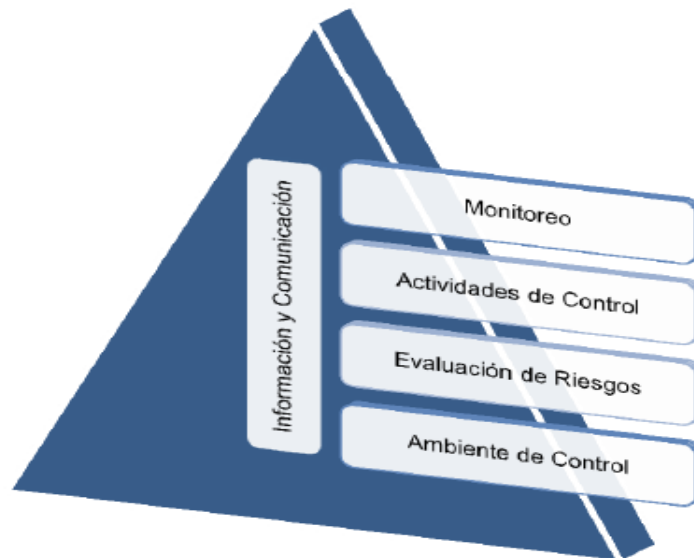 Información y Comunicación
Monitoreo
Actividades de Control
Evaluación de Riesgos
Ambiente de Control